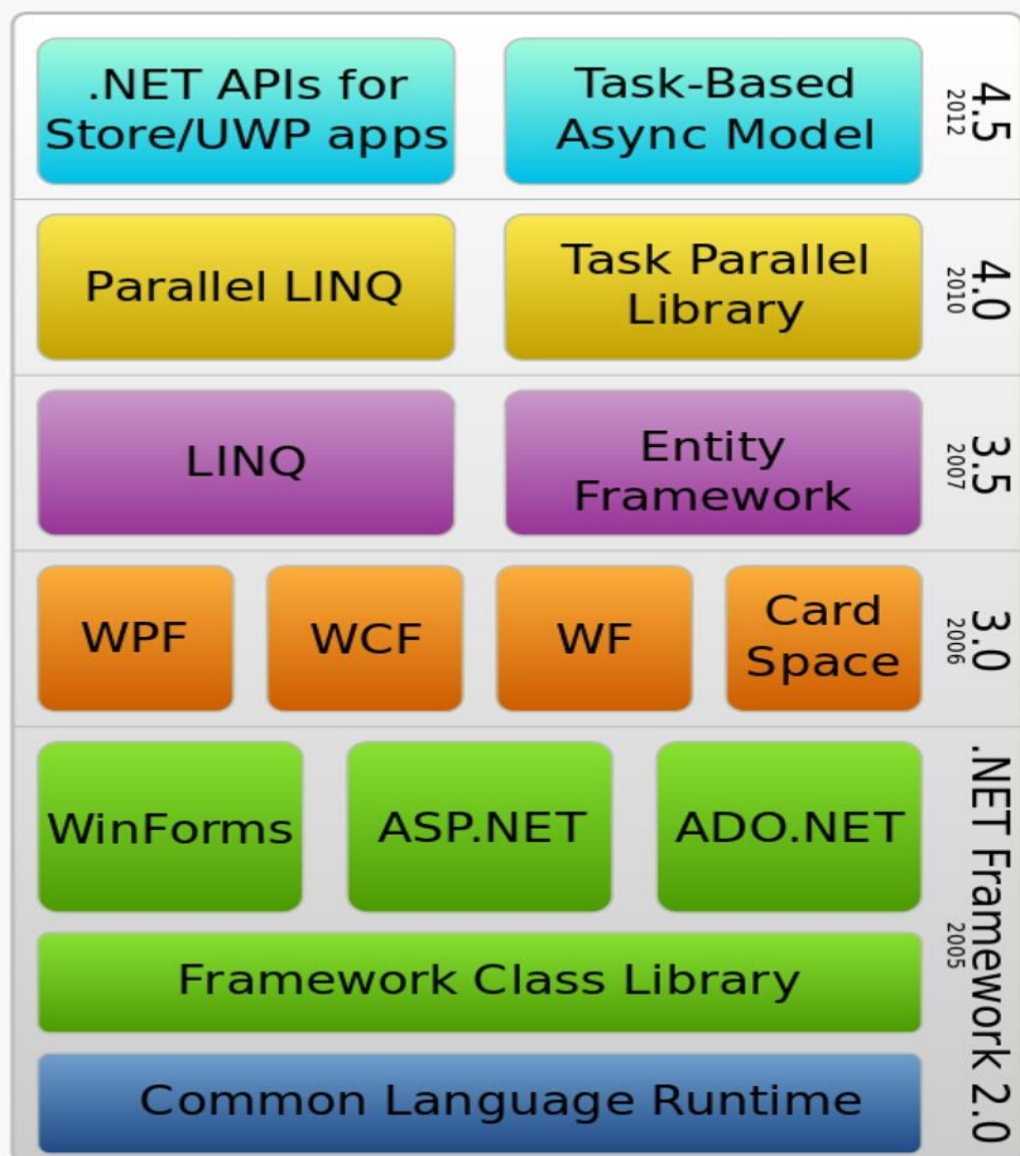 .NET APIs for
Store/UWP apps
Task-Based
Async Model
4.5
2012
Parallel LINQ
Task Parallel
Library
4.0
2010
LINQ
Entity
Framework
3.5
2007
WPF
WCF
WF
Card
Space
3.0
2006
WinForms
ASP.NET
ADO.NET
Framework Class Library
Common Language Runtime
.NET Framework 2.0
2005